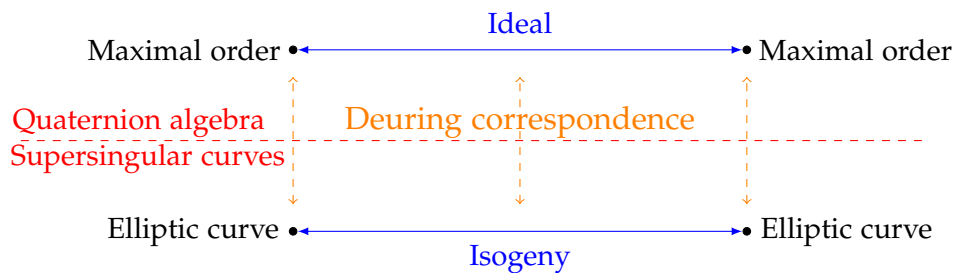 Ideal
Maximal order
Maximal order
Quaternion algebra
Deuring correspondence
Supersingular curves
Elliptic curve
Elliptic curve
Isogeny